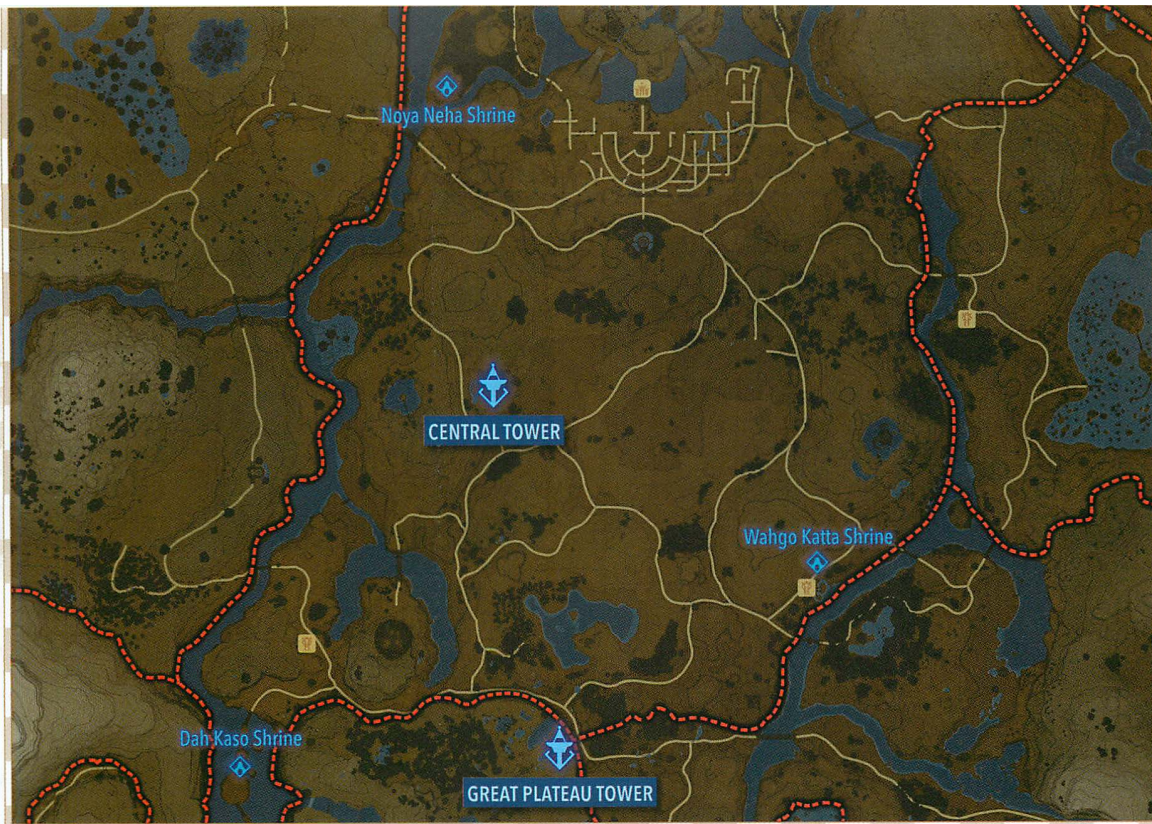 Noya Neha Shrine
CENTRAL TOWER
Wahgo Katta Shrine
Dah Kaso Shrine
GREAT PLATEAU TOWER